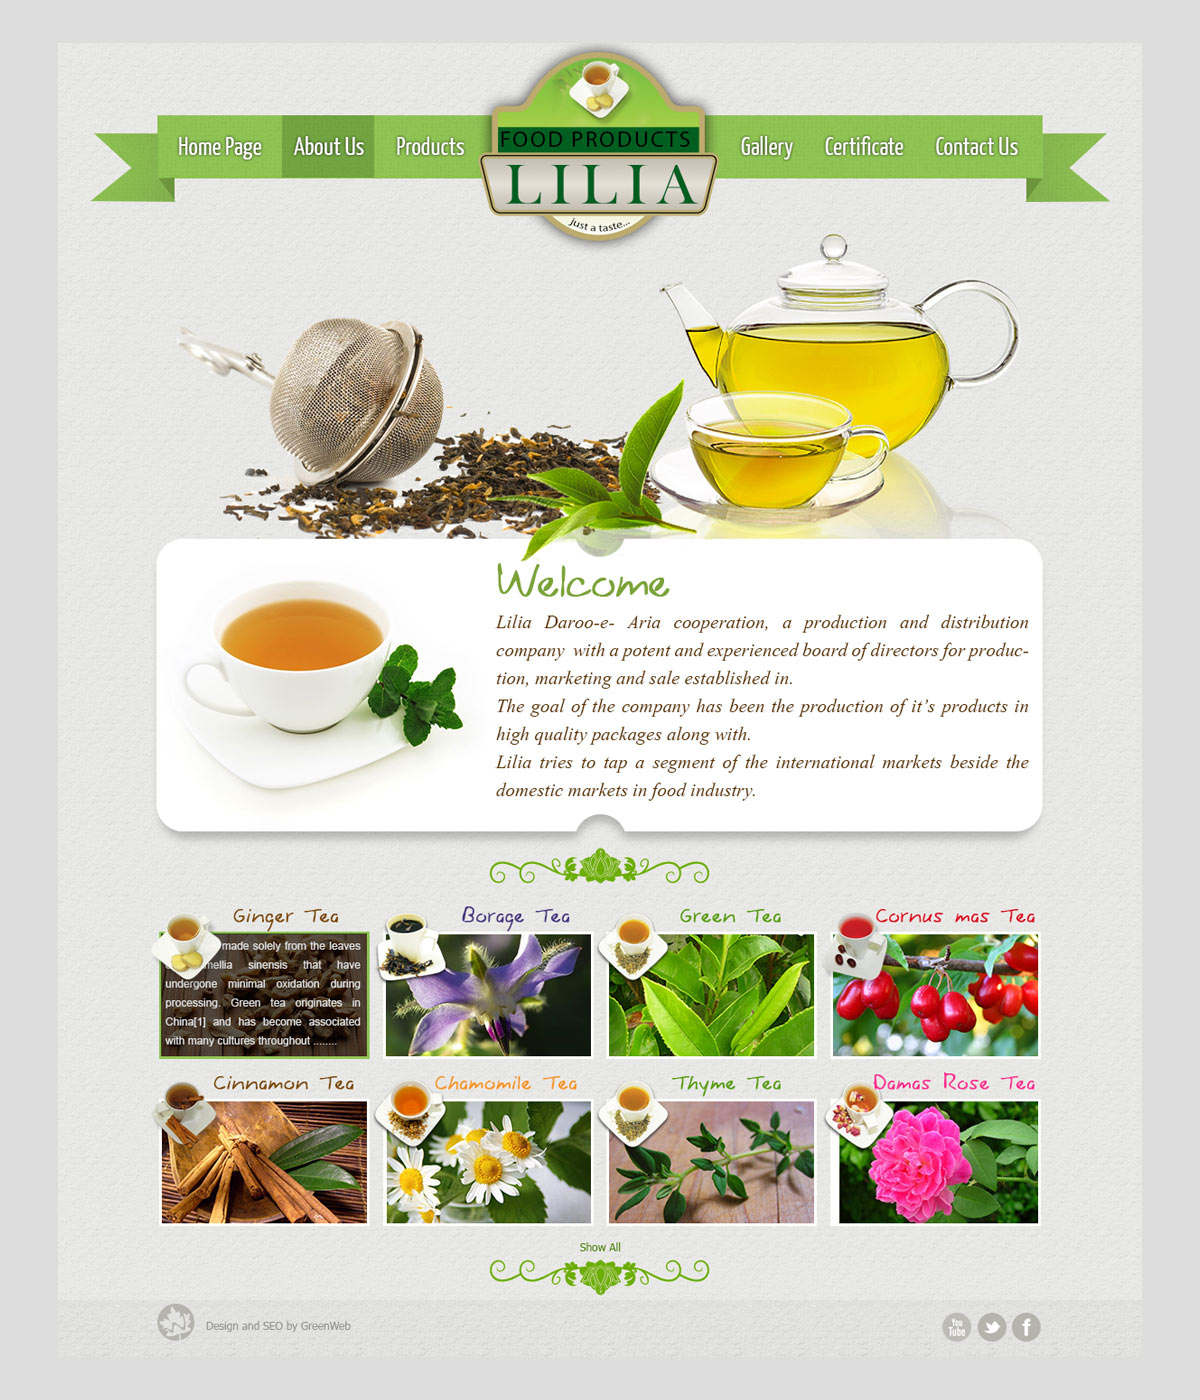 Home Page
About Us
Products
FOOD PRODUCTS
LILIA
just a taste...
Gallery
Certificate
Contact Us
Welcome
Lilia Daroo-e- Aria cooperation, a production and distribution
company with a potent and experienced board of directors for produc-
tion, marketing and sale established in.
The goal of the company has been the production of it's products in
high quality packages along with.
Lilia tries to tap a segment of the international markets beside the
domestic markets in food industry.
Ginger Tea
made solely from the leaves
mellia sinensis that have
undergone minimal oxidation during
processing. Green tea originates in
China[1] and has become associated
with many cultures throughout ........
Borage Tea
Green Tea
Cornus mas Tea
Cinnamon Tea
Chamomile Tea
Thyme Tea
Damas Rose Tea
Show All
Design and SEO by GreenWeb
You
Tube
f